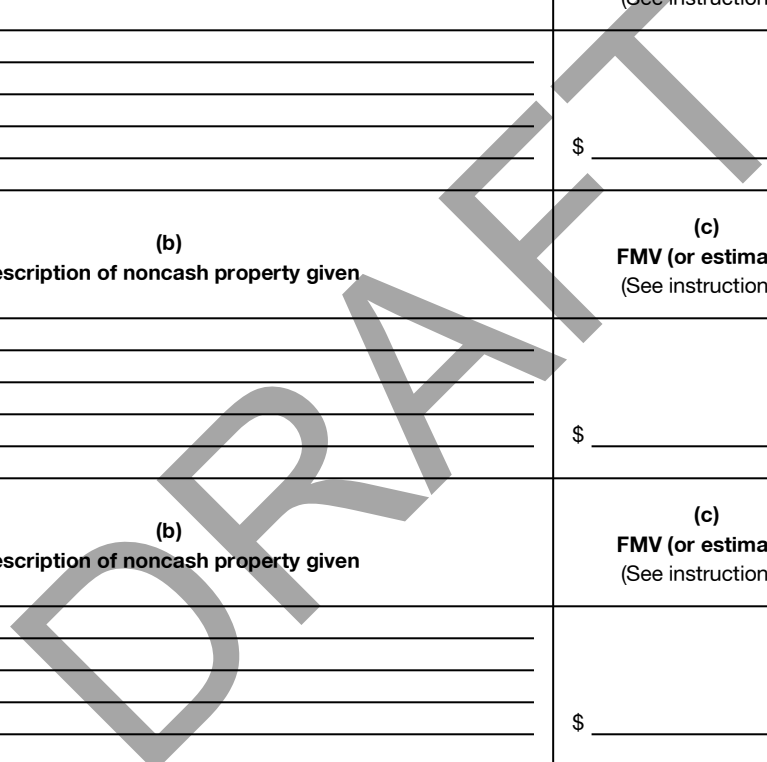 (See instruction
$
(b)
escription of noncash property given
(c)
FMV (or estima
(See instruction
$
(b)
escription of noncash property given
(c)
FMV (or estima
(See instruction
$
DRAFT